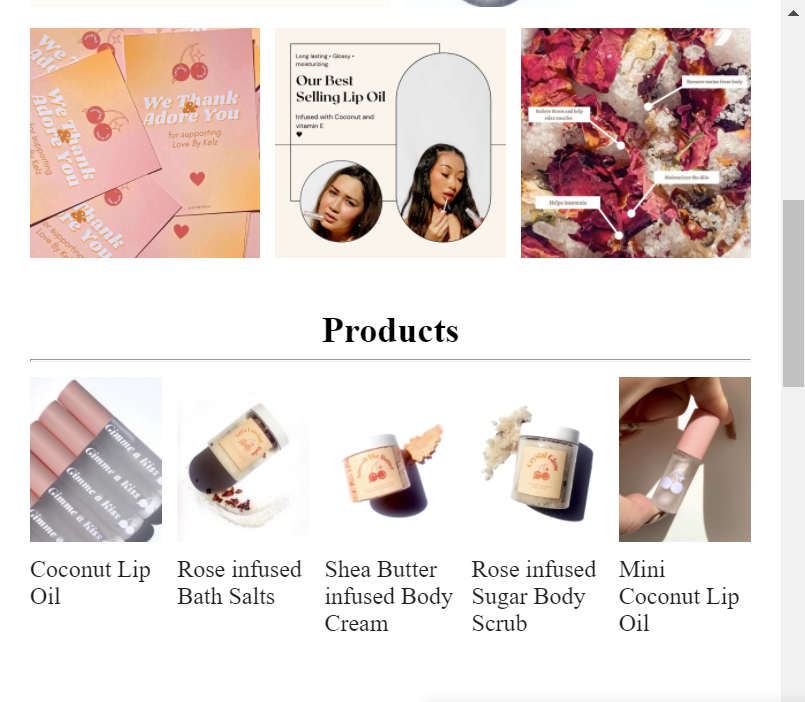 We Thank
& Adore You
for supporting
Love By Kelz
We Thank
& Adore You
for supporting
Love By Kelz
Long lasting • Glossy •
moisturizing
Our Best
Selling Lip Oil
Infused with Coconut and
vitamin E
Remove toxins from body
Relieve Stress and help
relax muscles
Moisturizes the skin
Helps insomnia
Products
Gimme a Kiss
Gimme a Kiss
Gimme a Kiss
Gimme a Kiss
Crystal Glow
Coconut Lip
Oil
Rose infused
Bath Salts
Shea Butter
infused Body
Cream
Rose infused
Sugar Body
Scrub
Mini
Coconut Lip
Oil